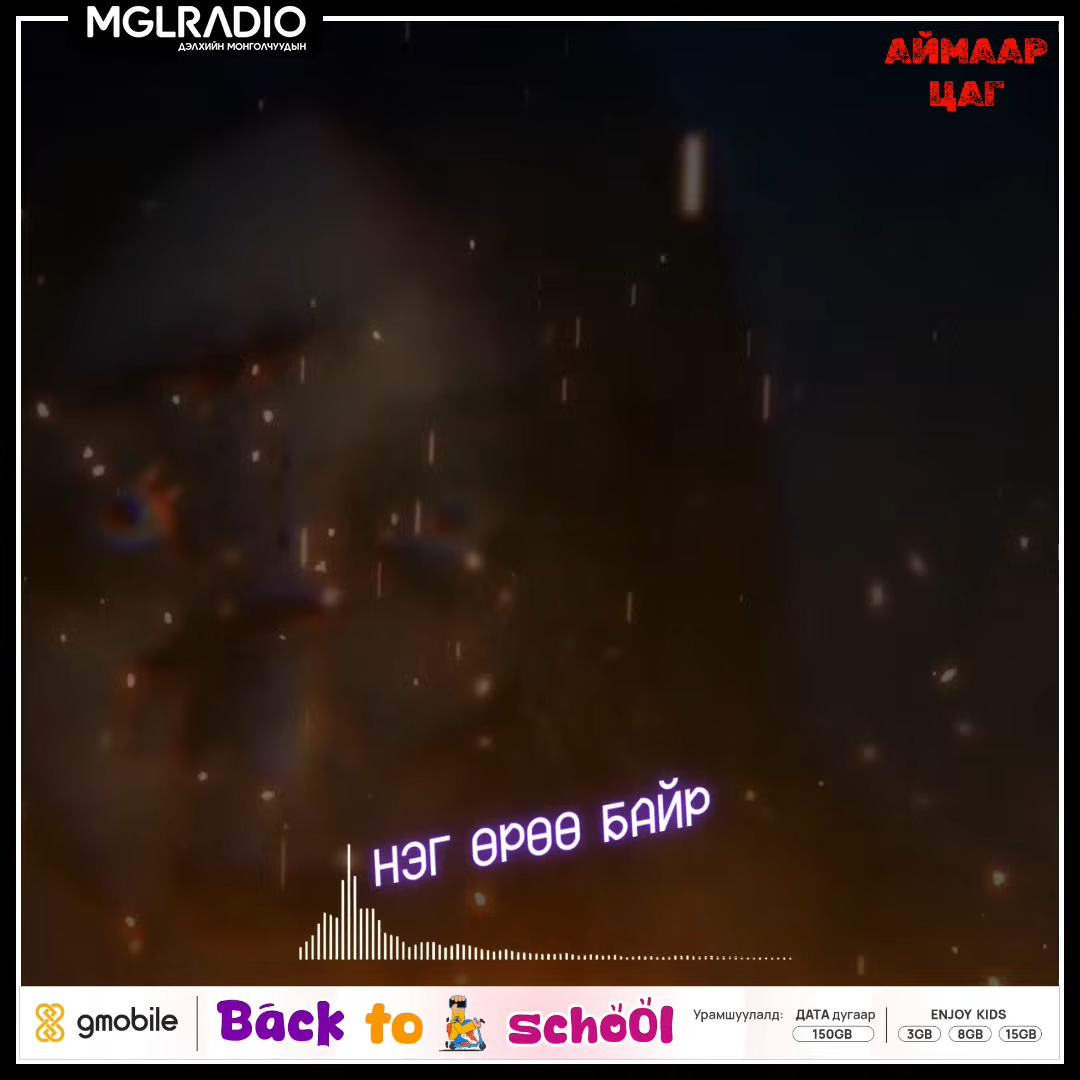 MGLRADIO
ДЭЛХИЙН МОНГОЛЧУУДЫН
АЙМААР
ЦАГ
НЭГ ӨРӨӨ БАЙР
gmobile
Back to school
Урамшуулалд:
ДАТА дугаар
150GB
ENJOY KIDS
3GB 8GB 15GB